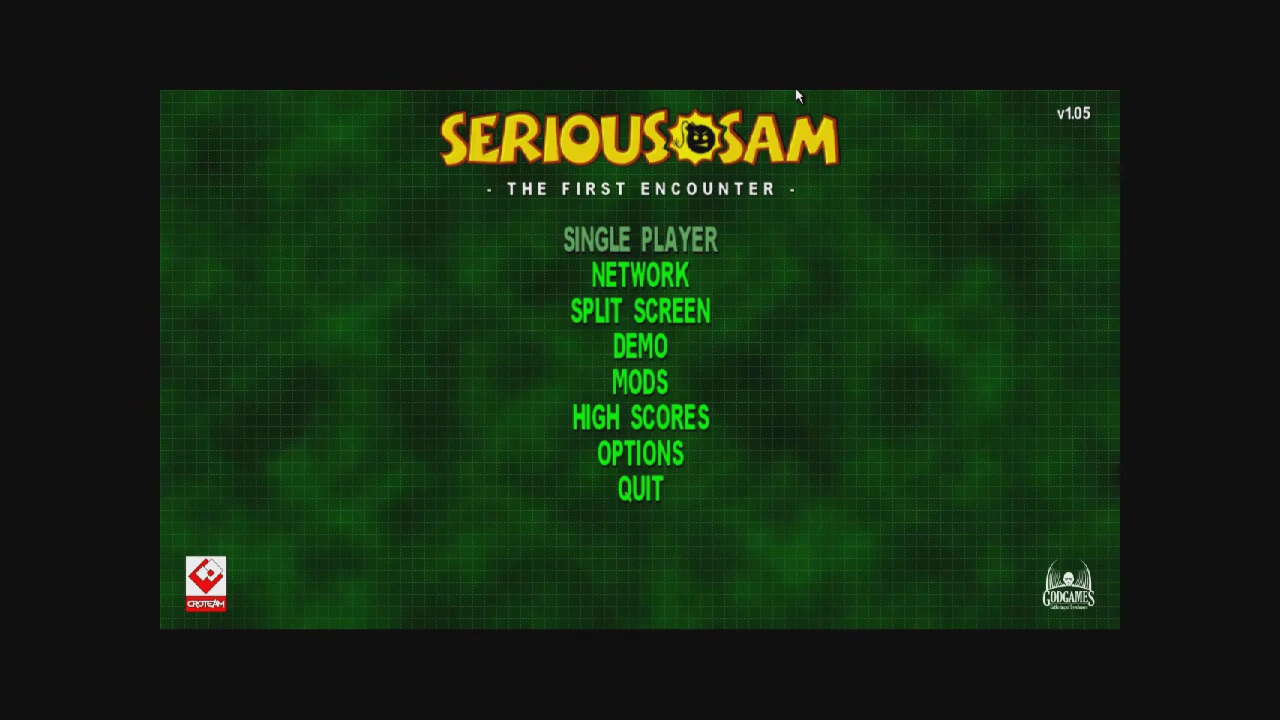 v1.05
SERIOUS SAM
- THE FIRST ENCOUNTER -
SINGLE PLAYER
NETWORK
SPLIT SCREEN
DEMO
MODS
HIGH SCORES
OPTIONS
QUIT
CROTEAM
GODGAMES